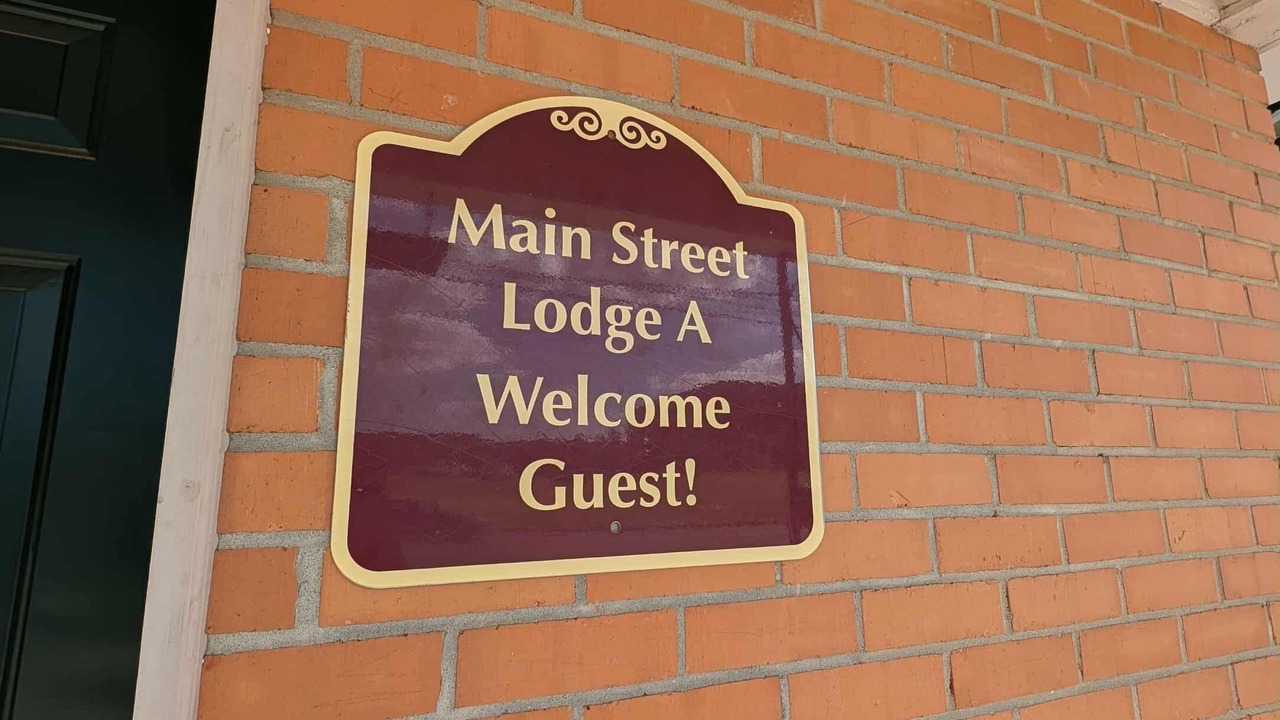 Main Street
Lodge A
Welcome
Guest!